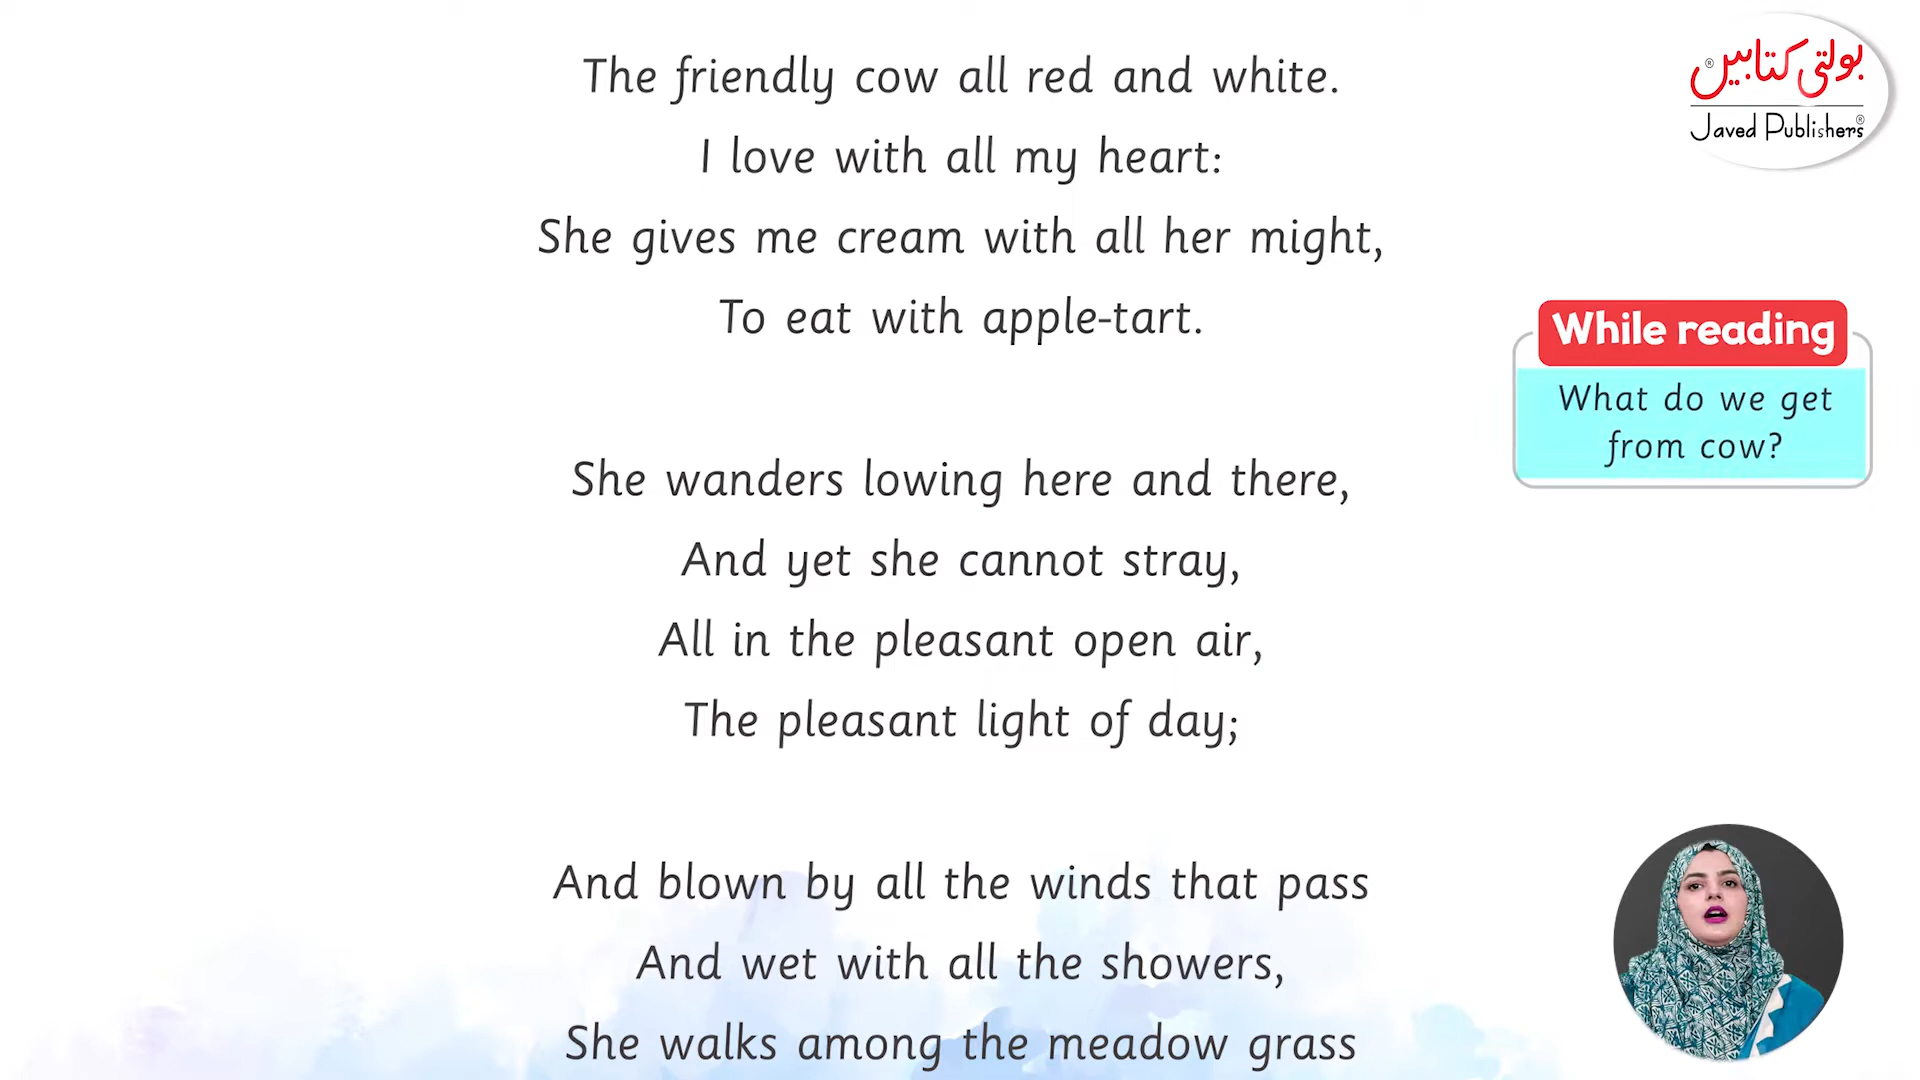 The friendly cow all red and white.
I love with all my heart:
She gives me cream with all her might,
To eat with apple-tart.
She wanders lowing here and there,
And yet she cannot stray,
All in the pleasant open air,
The pleasant light of day;
And blown by all the winds that pass
And wet with all the showers,
She walks among the meadow grass
بولتی کتابیں®
Javed Publishers®
While reading
What do we get
from cow?